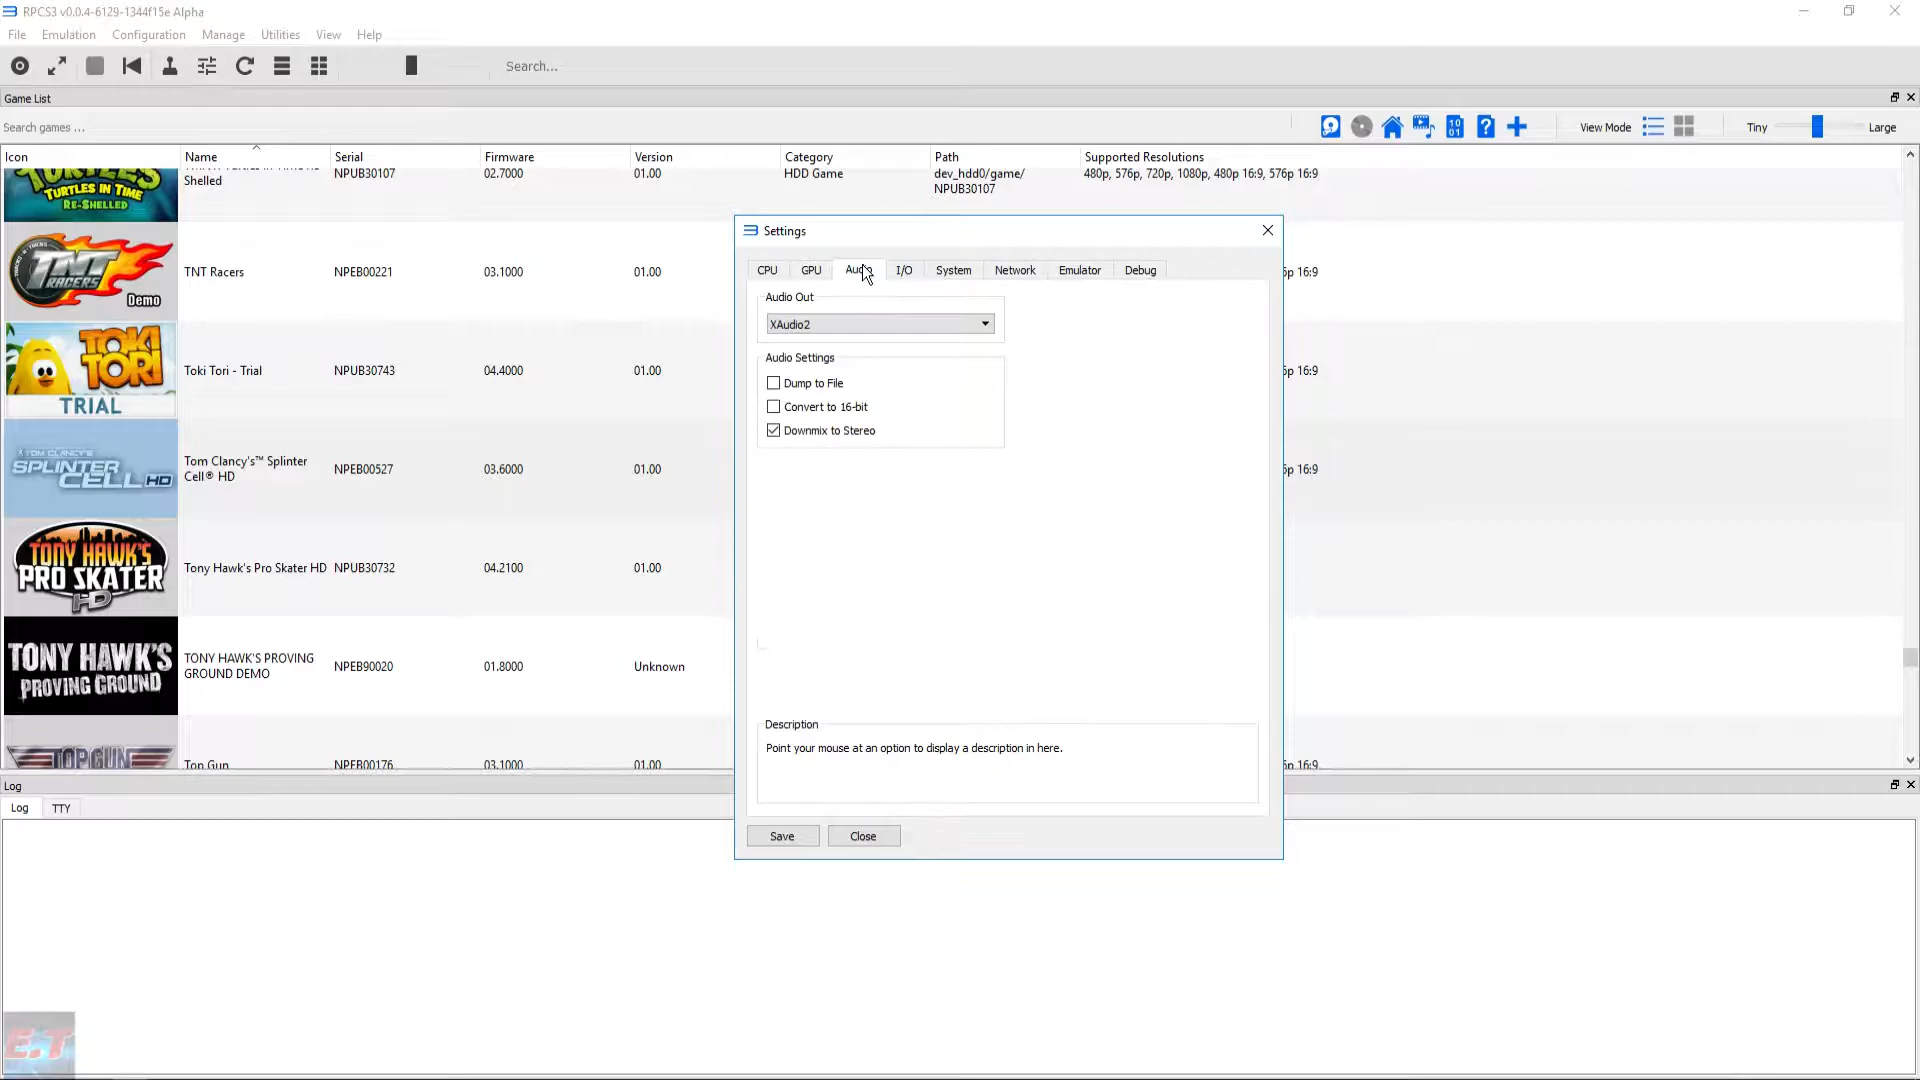 RPCS3 v0.0.4-6129-1344f15e Alpha
File Emulation Configuration Manage Utilities View Help
Search...
Game List
Search games ...
View Mode Tiny Large
Icon Name Serial Firmware Version Category Path Supported Resolutions
TURTLES IN TIME
RE-SHELLED
Shelled NPUB30107 02.7000 01.00 HDD Game dev_hdd0/game/ 480p, 576p, 720p, 1080p, 480p 16:9, 576p 16:9
NPUB30107
TNT
RACERS
Demo
TNT Racers NPEB00221 03.1000 01.00 16:9
TOKI
TORI
TRIAL
Toki Tori - Trial NPUB30743 04.4000 01.00 16:9
TOM CLANCY'S
SPLINTER
CELL HD
Tom Clancy's™ Splinter
Cell® HD NPEB00527 03.6000 01.00 16:9
TONY HAWK'S
PRO SKATER
HD
Tony Hawk's Pro Skater HD NPUB30732 04.2100 01.00
TONY HAWK'S
PROVING GROUND
TONY HAWK'S PROVING
GROUND DEMO NPEB90020 01.8000 Unknown
TOPGUN
Top Gun NPEB00176 03.1000 01.00 16:9
Settings
CPU GPU Audio I/O System Network Emulator Debug
Audio Out
XAudio2
Audio Settings
Dump to File
Convert to 16-bit
Downmix to Stereo
Description
Point your mouse at an option to display a description in here.
Save Close
Log
Log TTY
E.T